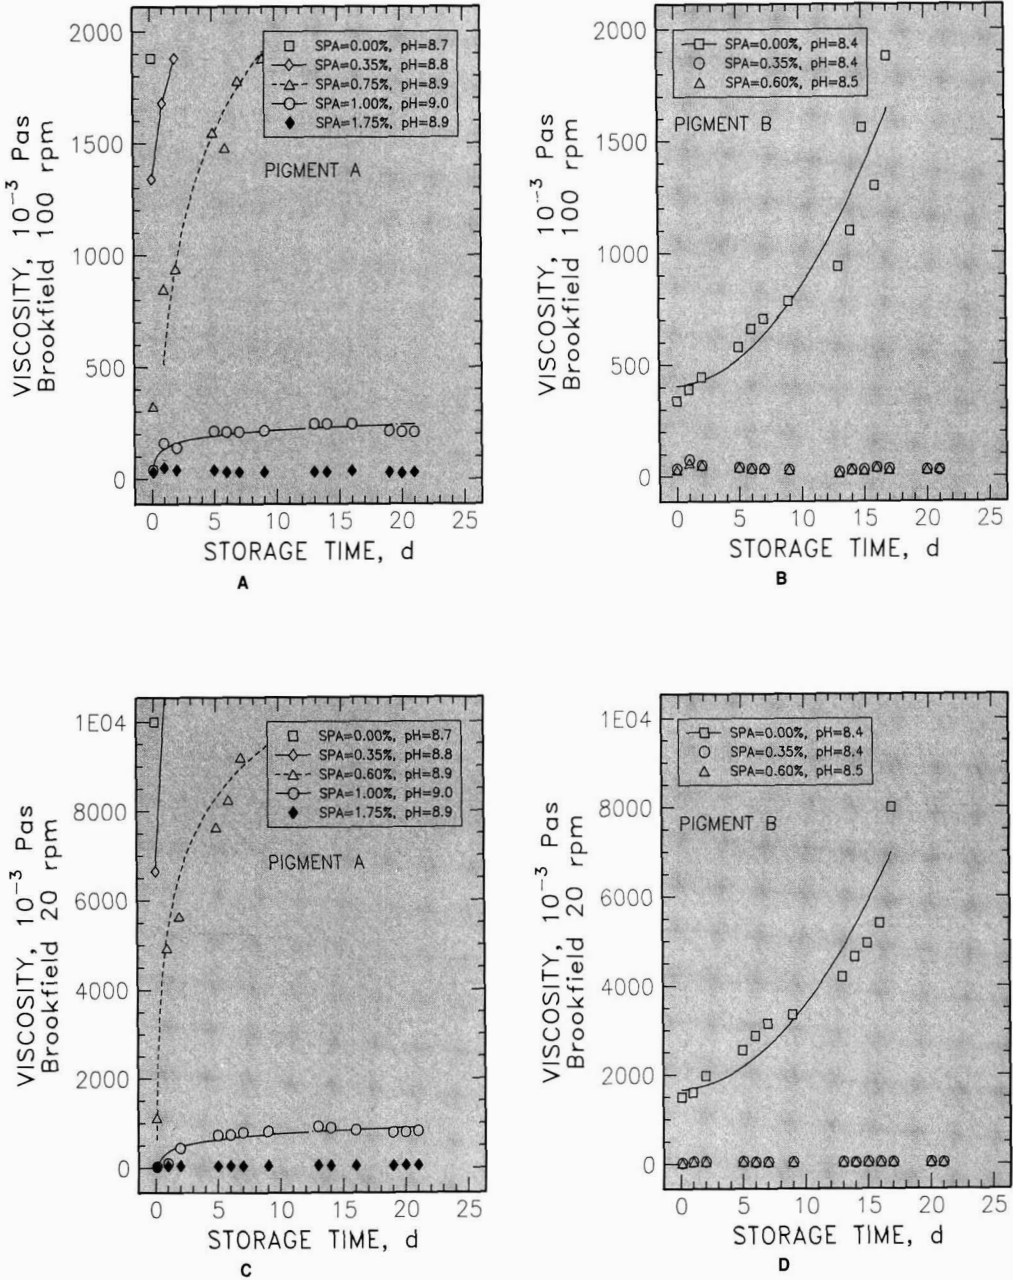 VISCOSITY, 10⁻³ Pas
Brookfield 100 rpm
2000
1500
1000
500
0
SPA=0.00%, pH=8.7
SPA=0.35%, pH=8.8
SPA=0.75%, pH=8.9
SPA=1.00%, pH=9.0
SPA=1.75%, pH=8.9
PIGMENT A
0 5 10 15 20 25
STORAGE TIME, d
A
VISCOSITY, 10⁻³ Pas
Brookfield 100 rpm
2000
1500
1000
500
0
SPA=0.00%, pH=8.4
SPA=0.35%, pH=8.4
SPA=0.60%, pH=8.5
PIGMENT B
0 5 10 15 20 25
STORAGE TIME, d
B
VISCOSITY, 10⁻³ Pas
Brookfield 20 rpm
1E04
8000
6000
4000
2000
0
SPA=0.00%, pH=8.7
SPA=0.35%, pH=8.8
SPA=0.60%, pH=8.9
SPA=1.00%, pH=9.0
SPA=1.75%, pH=8.9
PIGMENT A
0 5 10 15 20 25
STORAGE TIME, d
C
VISCOSITY, 10⁻³ Pas
Brookfield 20 rpm
1E04
8000
6000
4000
2000
0
SPA=0.00%, pH=8.4
SPA=0.35%, pH=8.4
SPA=0.60%, pH=8.5
PIGMENT B
0 5 10 15 20 25
STORAGE TIME, d
D